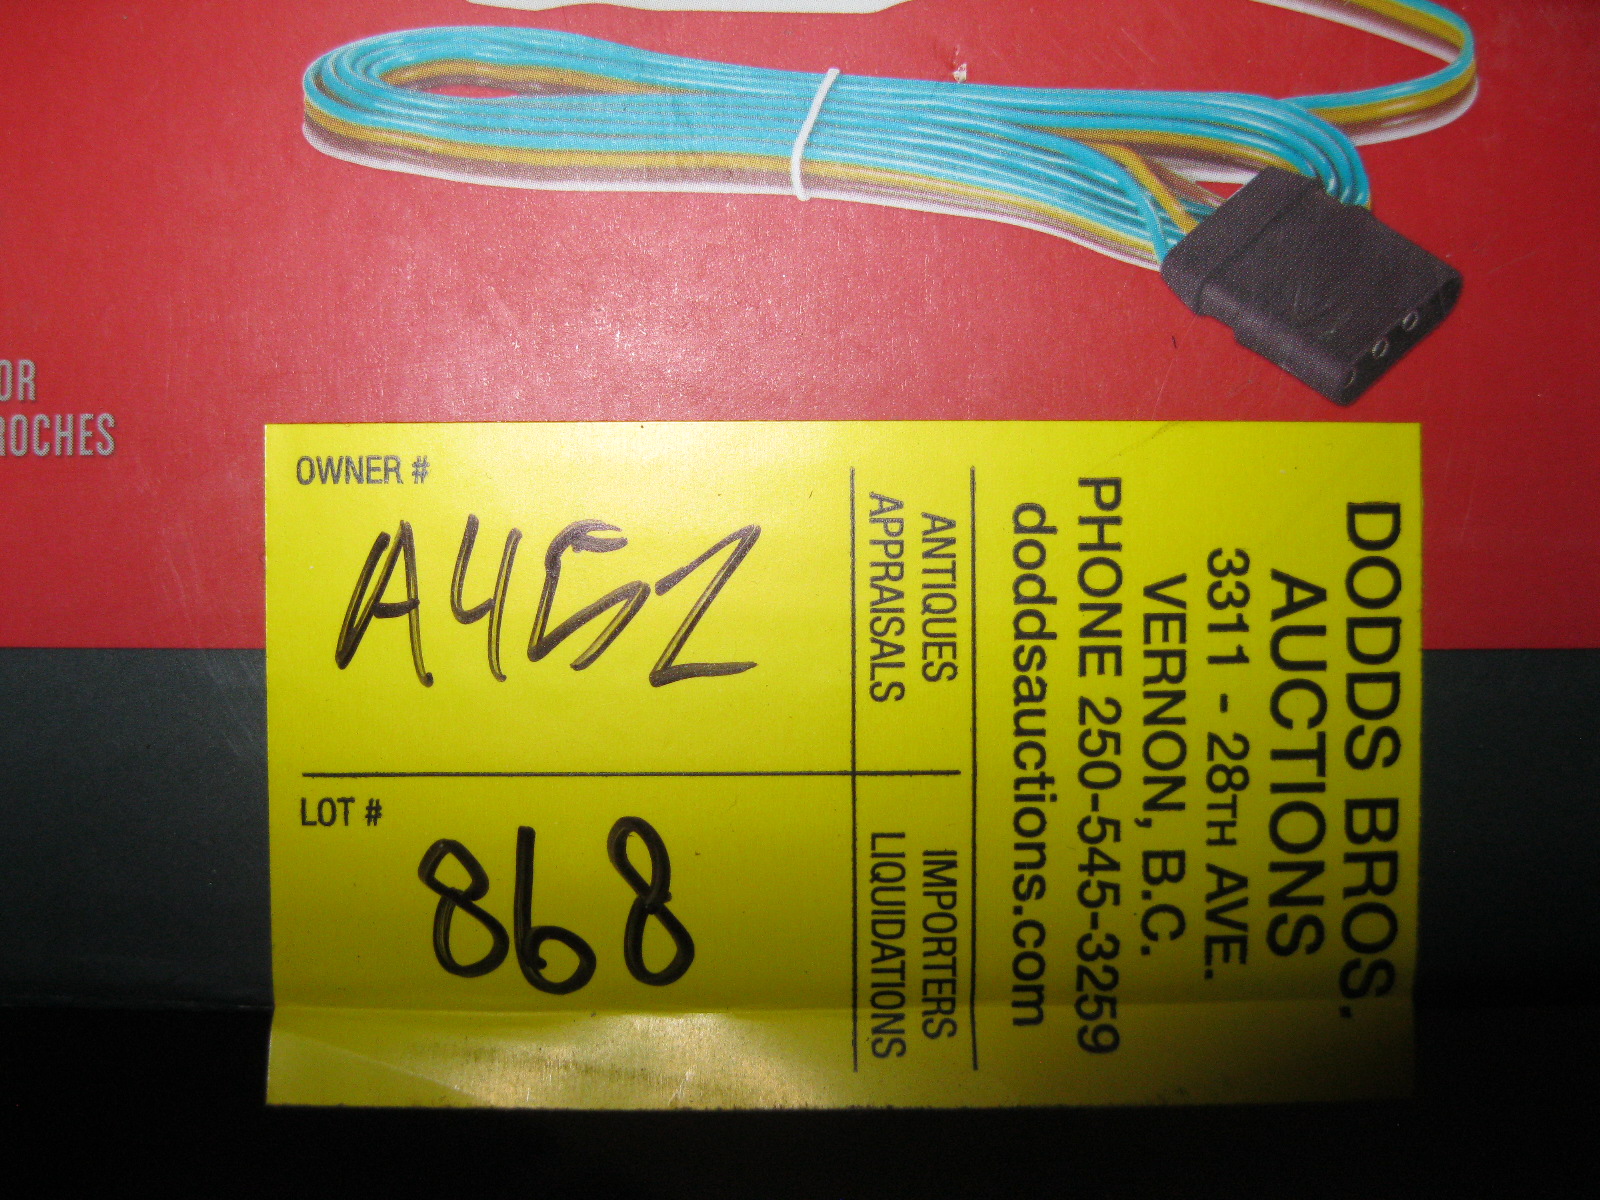 OR
ROCHES
OWNER #
A452
LOT #
868
DODDS BROS.
AUCTIONS
3311 - 28TH AVE.
VERNON, B.C.
PHONE 250-545-3259
doddsauctions.com
ANTIQUES IMPORTERS
APPRAISALS LIQUIDATIONS